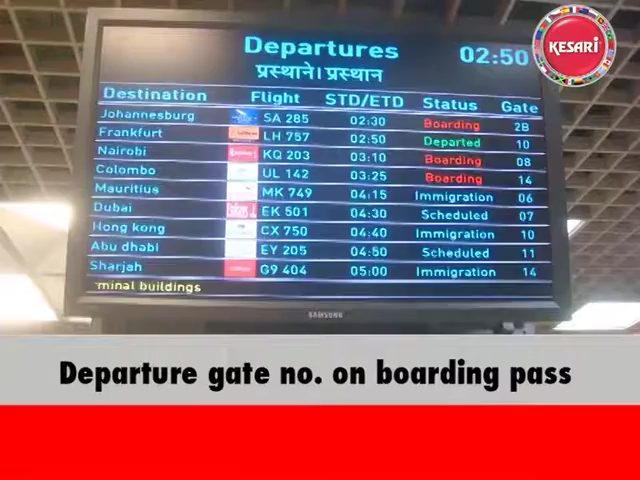 KESARI
Departures 02:50
प्रस्थाने। प्रस्थान
Destination Flight STD/ETD Status Gate
Johannesburg SA 285 02:30 Boarding 2B
Frankfurt LH 757 02:50 Departed 10
Nairobi KQ 203 03:10 Boarding 08
Colombo UL 142 03:25 Boarding 14
Mauritius MK 749 04:15 Immigration 06
Dubai EK 501 04:30 Scheduled 07
Hong kong CX 750 04:40 Immigration 10
Abu dhabi EY 205 04:50 Scheduled 11
Sharjah G9 404 05:00 Immigration 14
minal buildings
SAMSUNG
Departure gate no. on boarding pass